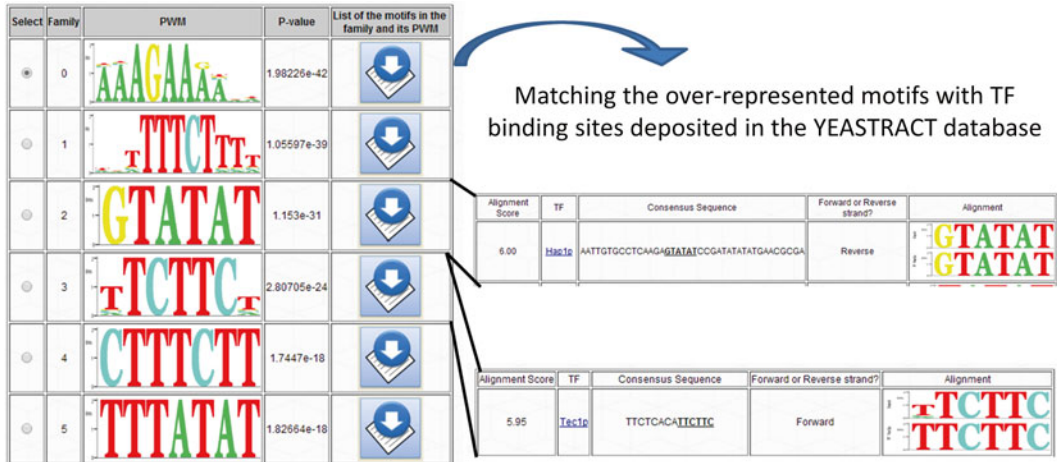 Select Family PWM P-value List of the motifs in the
family and its PWM
0 AAAGAAA 1.98226e-42
1 TTTTCTTTT 1.05597e-39
2 GTATAT 1.153e-31
3 TTCTTCT 2.80705e-24
4 CTTTCTT 1.7447e-18
5 TTTATAT 1.82664e-18
Matching the over-represented motifs with TF
binding sites deposited in the YEASTRACT database
Alignment
Score TF Consensus Sequence Forward or Reverse
strand? Alignment
6.00 Hap1p AATTGTGCCTCAAGAGTATATCCGATATATATGAACGCGA Reverse GTATAT
GTATAT
Alignment Score TF Consensus Sequence Forward or Reverse strand? Alignment
5.95 Tec1p TTCTCACATTCTTC Forward TTCTTC
TTCTTC